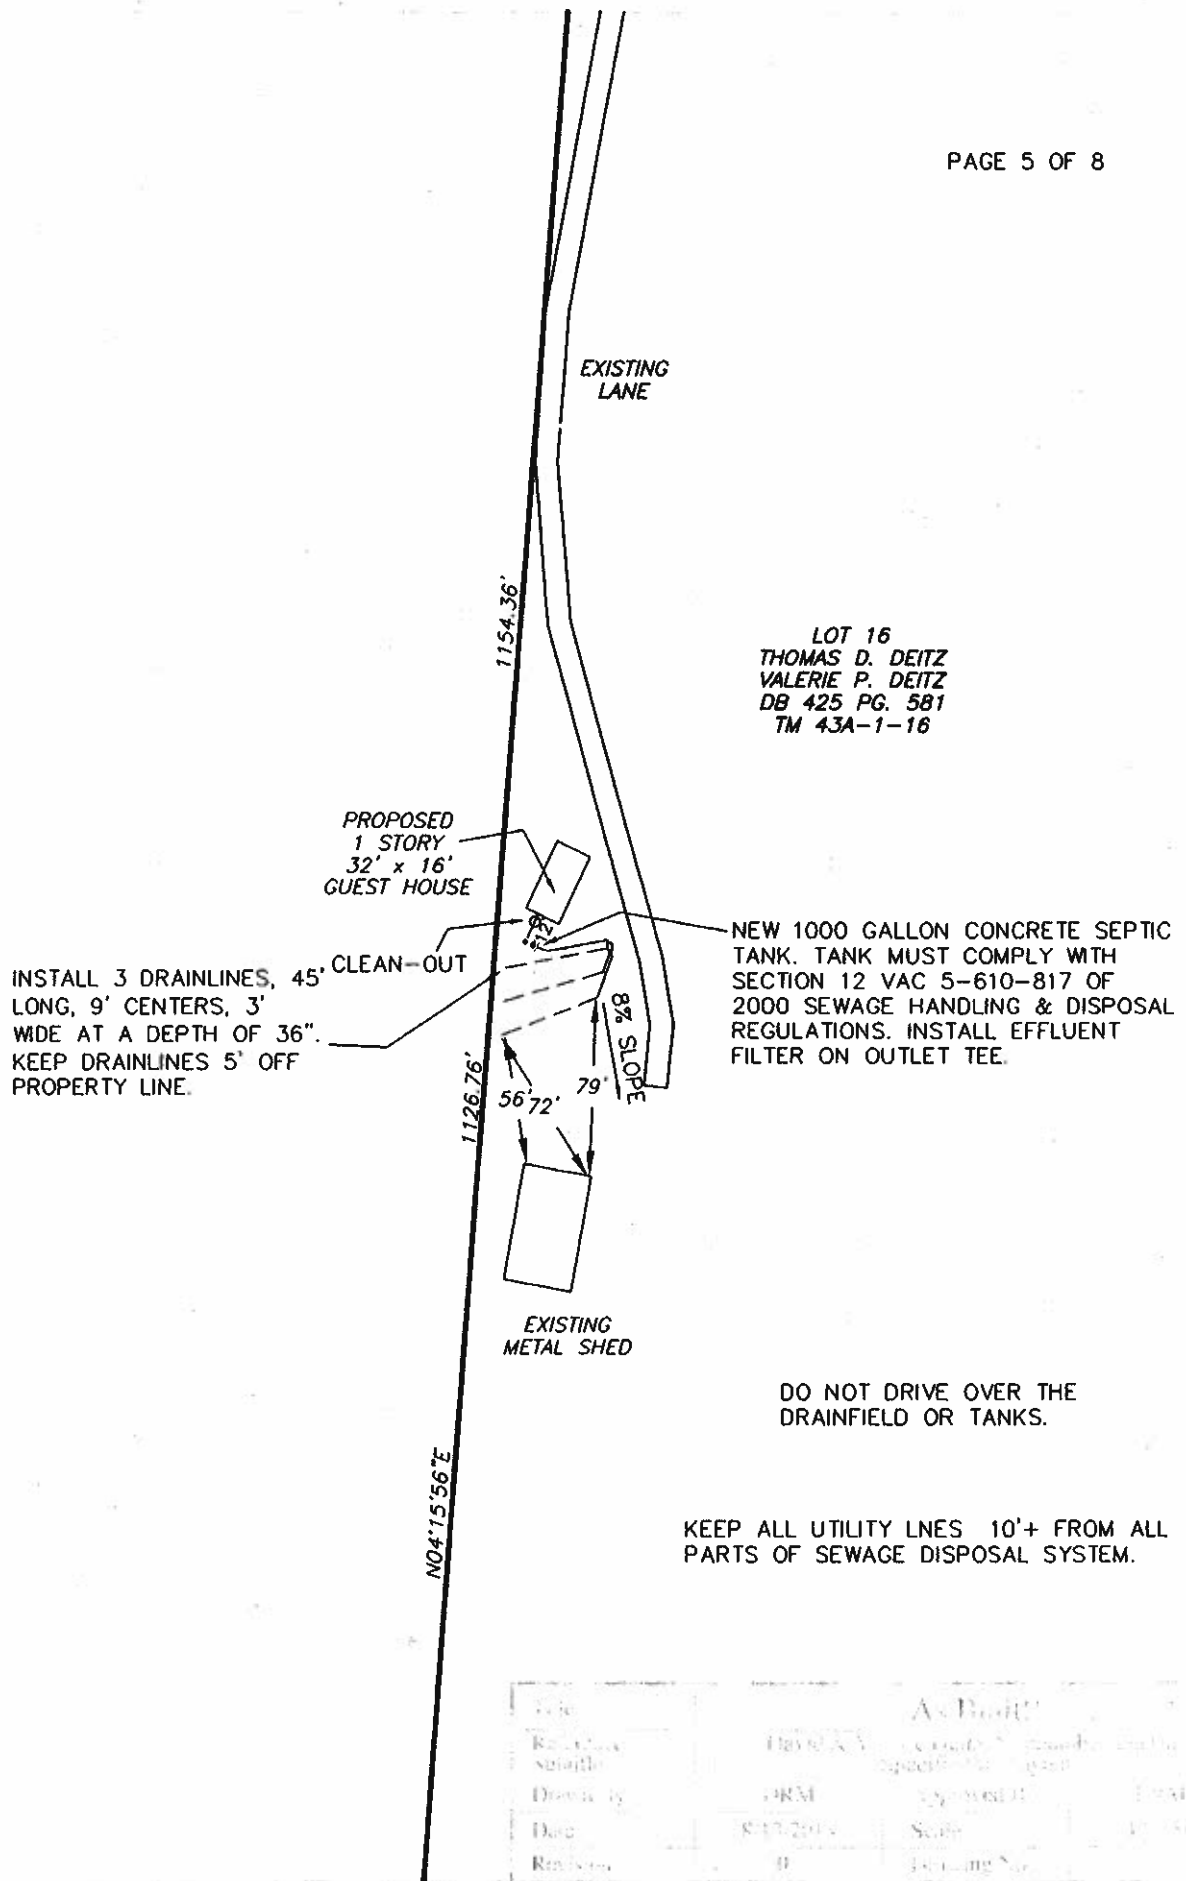 PAGE 5 OF 8
EXISTING
LANE
1154.36'
LOT 16
THOMAS D. DEITZ
VALERIE P. DEITZ
DB 425 PG. 581
TM 43A-1-16
PROPOSED
1 STORY
32' x 16'
GUEST HOUSE
12'
CLEAN-OUT
NEW 1000 GALLON CONCRETE SEPTIC
TANK. TANK MUST COMPLY WITH
SECTION 12 VAC 5-610-817 OF
2000 SEWAGE HANDLING & DISPOSAL
REGULATIONS. INSTALL EFFLUENT
FILTER ON OUTLET TEE.
INSTALL 3 DRAINLINES, 45'
LONG, 9' CENTERS, 3'
WIDE AT A DEPTH OF 36".
KEEP DRAINLINES 5' OFF
PROPERTY LINE.
8% SLOPE
1126.76'
56'
72'
79'
EXISTING
METAL SHED
DO NOT DRIVE OVER THE
DRAINFIELD OR TANKS.
N04°15'56"E
KEEP ALL UTILITY LNES 10'+ FROM ALL
PARTS OF SEWAGE DISPOSAL SYSTEM.
DRM
Date
Scale